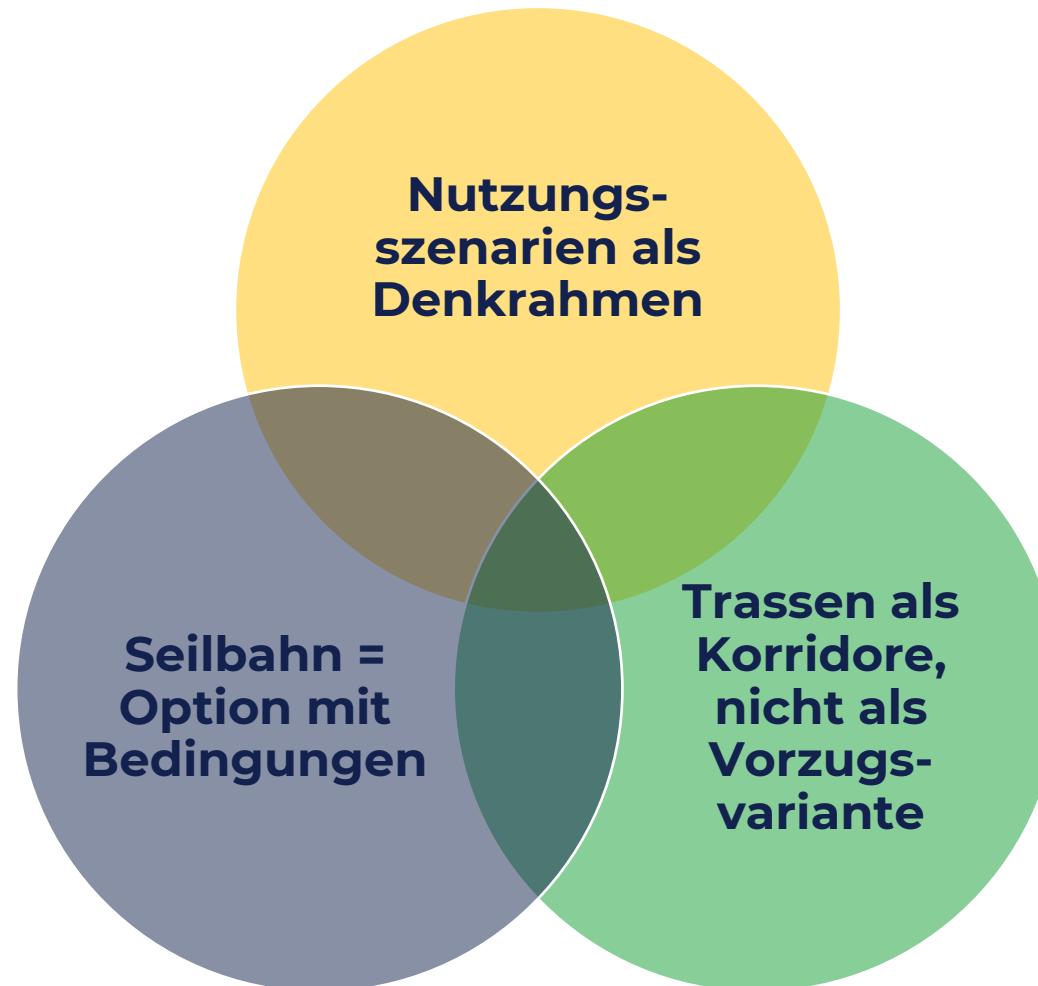 Nutzungs-
szenarien als
Denkrahmen
Seilbahn =
Option mit
Bedingungen
Trassen als
Korridore,
nicht als
Vorzugs-
variante